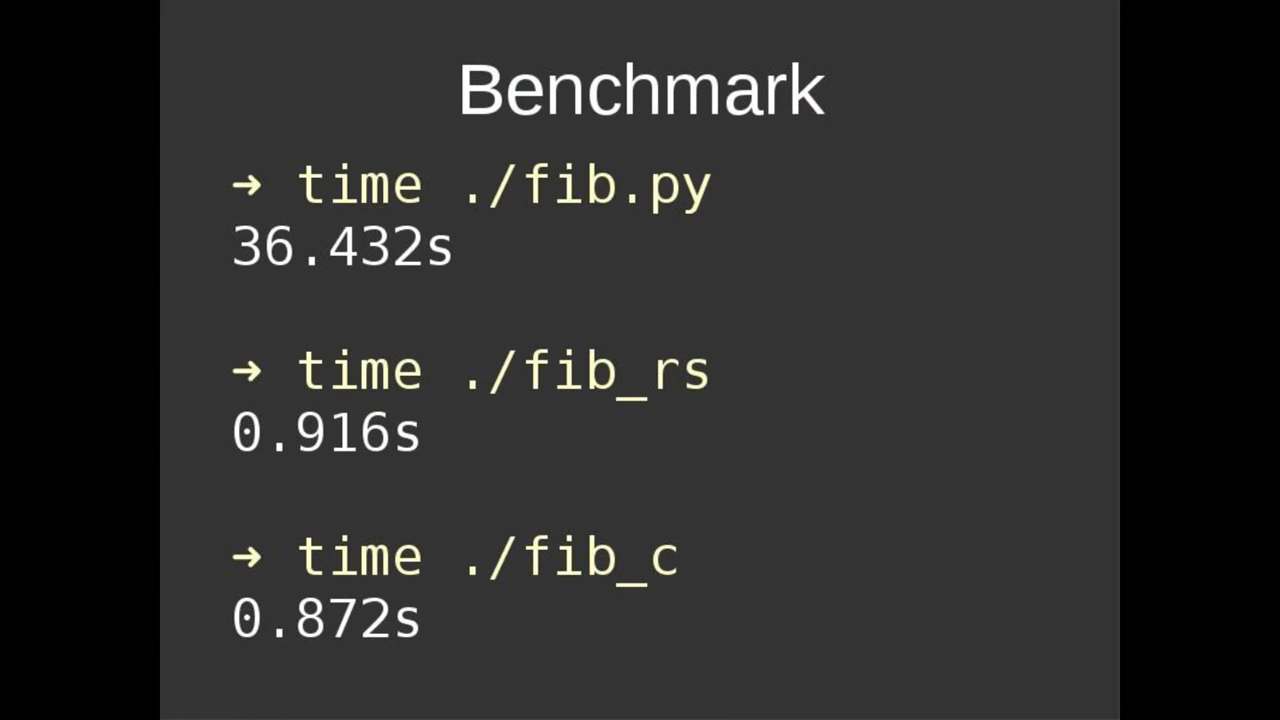 Benchmark
➜ time ./fib.py
36.432s
➜ time ./fib_rs
0.916s
➜ time ./fib_c
0.872s